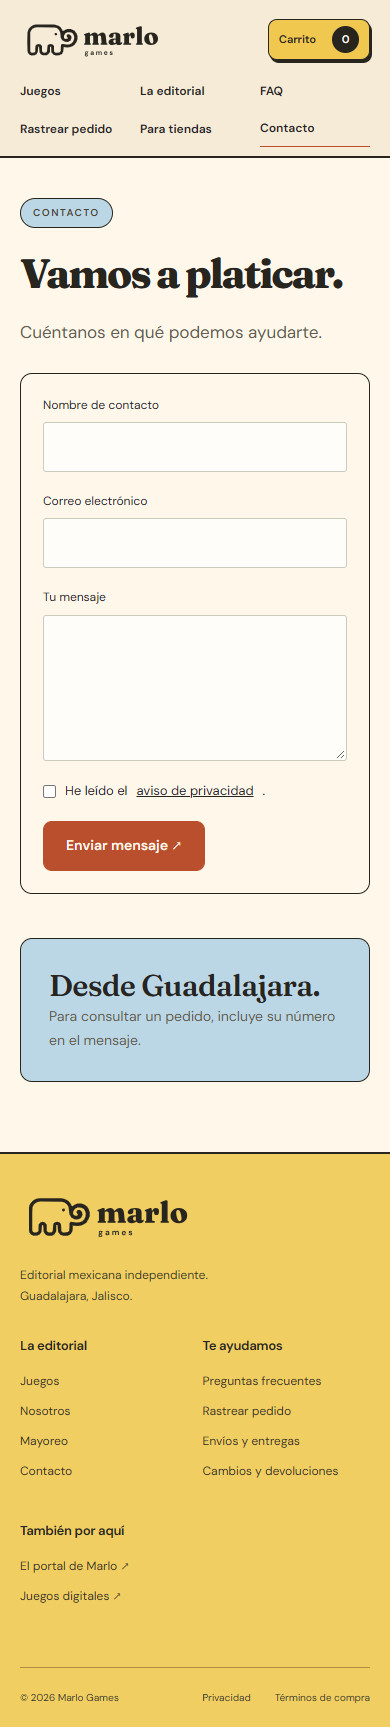 marlo
games
Carrito 0
Juegos La editorial FAQ
Rastrear pedido Para tiendas Contacto
CONTACTO
Vamos a platicar.
Cuéntanos en qué podemos ayudarte.
Nombre de contacto
Correo electrónico
Tu mensaje
He leído el aviso de privacidad .
Enviar mensaje ↗
Desde Guadalajara.
Para consultar un pedido, incluye su número
en el mensaje.
marlo
games
Editorial mexicana independiente.
Guadalajara, Jalisco.
La editorial
Juegos
Nosotros
Mayoreo
Contacto
Te ayudamos
Preguntas frecuentes
Rastrear pedido
Envíos y entregas
Cambios y devoluciones
También por aquí
El portal de Marlo ↗
Juegos digitales ↗
© 2026 Marlo Games Privacidad Términos de compra